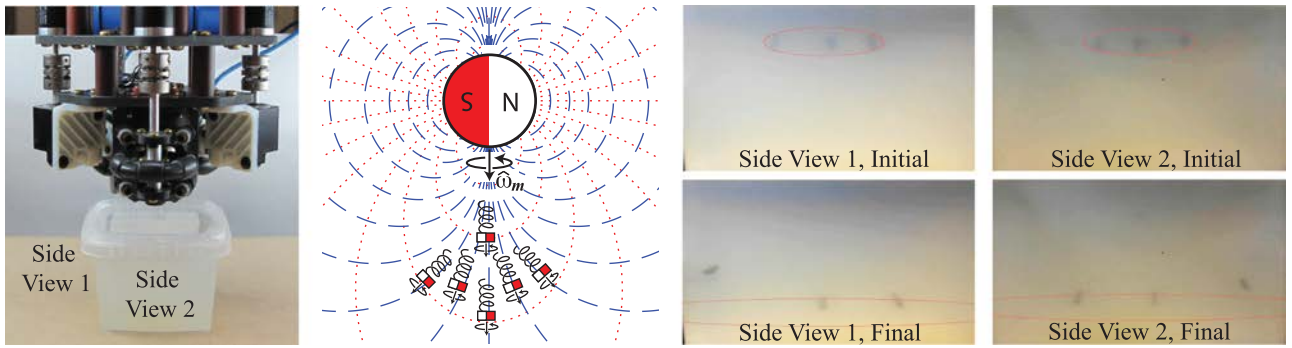 Side
View 1
Side
View 2
S N
ω̂m
Side View 1, Initial
Side View 2, Initial
Side View 1, Final
Side View 2, Final